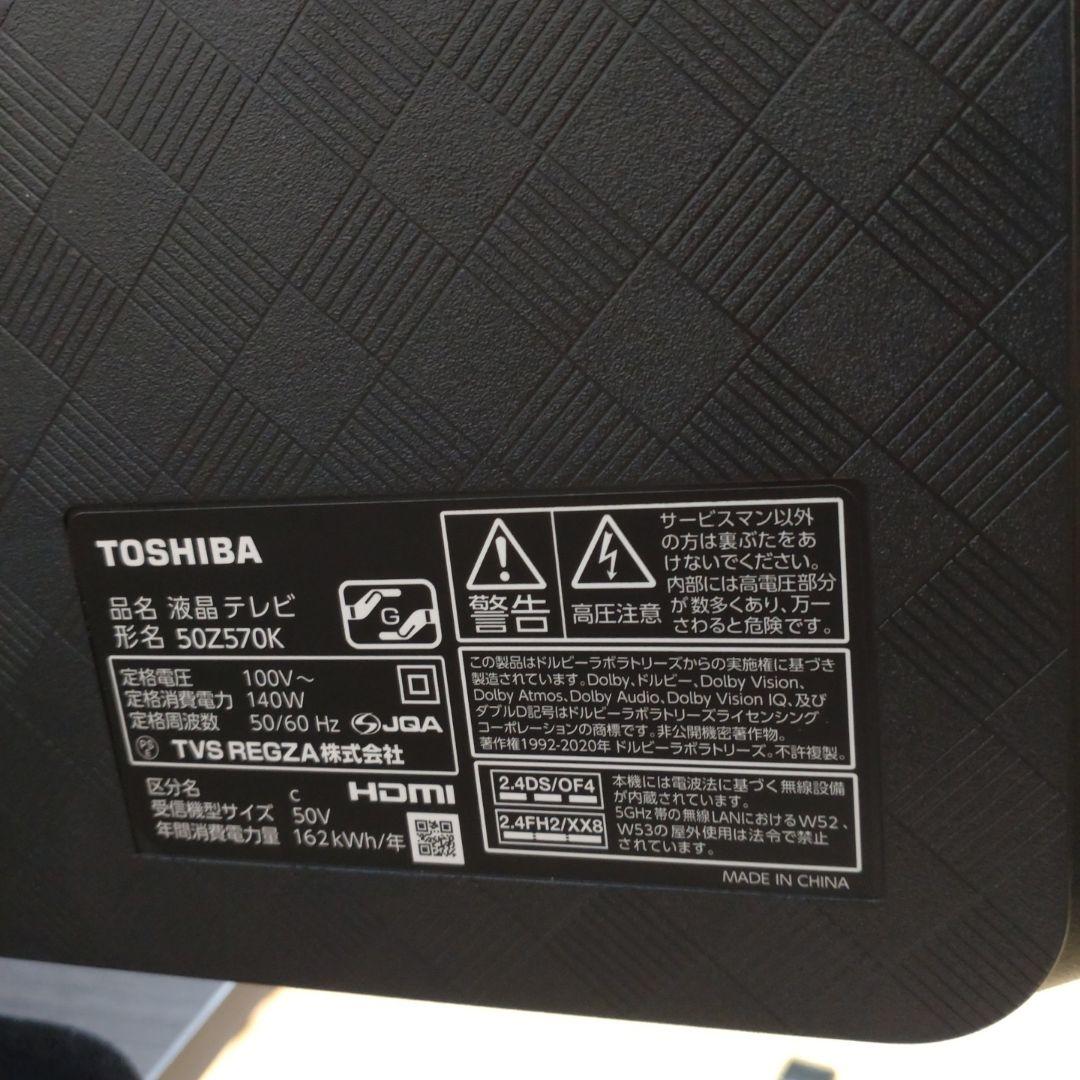 TOSHIBA
品名 液晶テレビ
形名 50Z570K
G
定格電圧 100V～
定格消費電力 140W
定格周波数 50/60 Hz JQA
PSE TVS REGZA株式会社
区分名 C HDMI
受信機型サイズ 50V
年間消費電力量 162kWh/年
警告
高圧注意
サービスマン以外
の方は裏ぶたをあ
けないでください。
内部には高電圧部分
が数多くあり、万一
さわると危険です。
この製品はドルビーラボラトリーズからの実施権に基づき
製造されています。Dolby、ドルビー、Dolby Vision、
Dolby Atmos、Dolby Audio、Dolby Vision IQ、及び
ダブルD記号はドルビーラボラトリーズライセンシング
コーポレーションの商標です。非公開機密著作物。
著作権1992-2020年 ドルビーラボラトリーズ。不許複製。
2.4DS/OF4
2.4FH2/XX8
本機には電波法に基づく無線設備
が内蔵されています。
5GHz帯の無線LANにおけるW52、
W53の屋外使用は法令で禁止
されています。
MADE IN CHINA